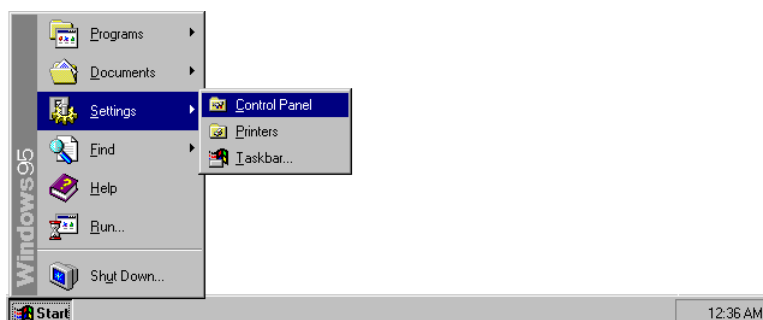 Programs
Documents
Settings
Find
Help
Run...
Shut Down...
Windows95
Control Panel
Printers
Taskbar...
Start
12:36 AM